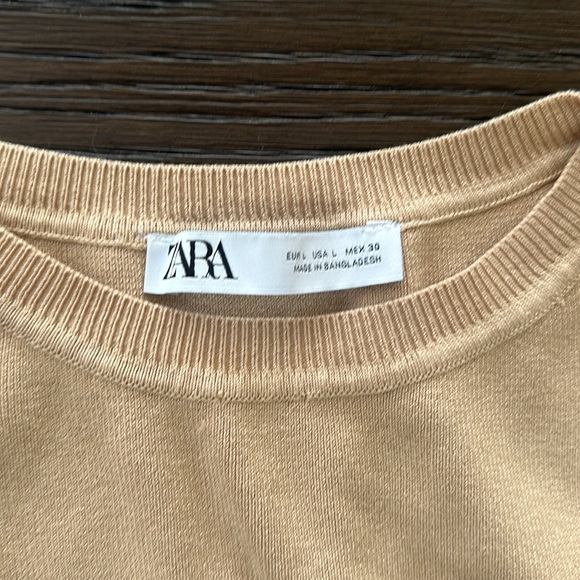 ZARA
EUR L USA L MEX 30
MADE IN BANGLADESH